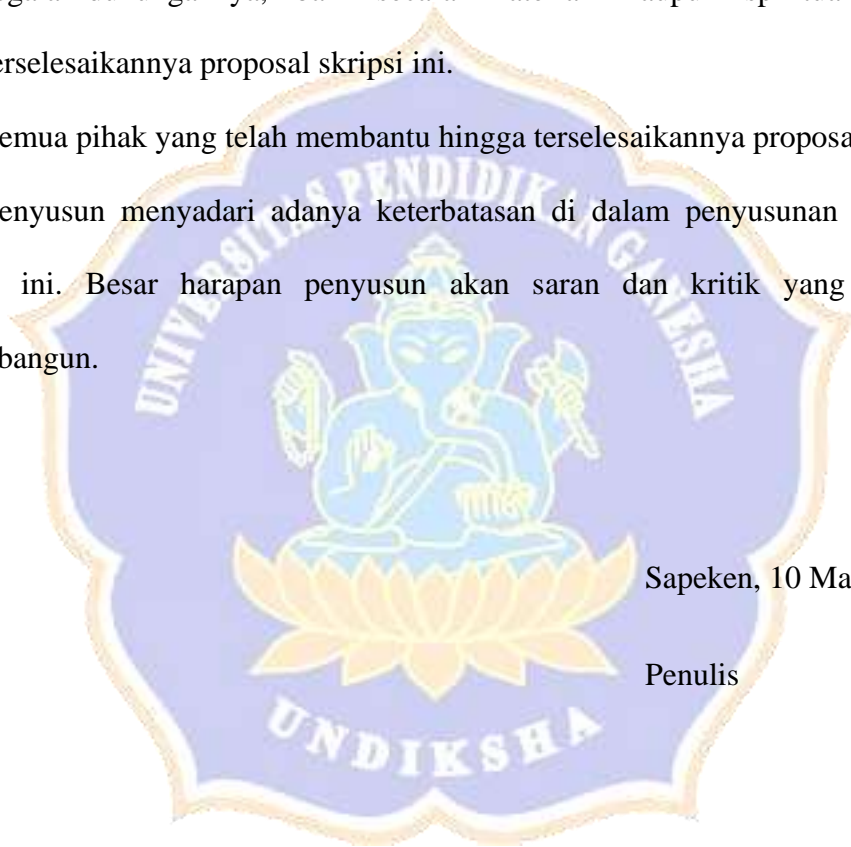 erselesaikannya proposal skripsi ini.
emua pihak yang telah membantu hingga terselesaikannya proposa
enyusun menyadari adanya keterbatasan di dalam penyusunan
ini. Besar harapan penyusun akan saran dan kritik yang
bangun.
UNIVERSITAS PENDIDIKAN GANESHA
Sapeken, 10 Ma
Penulis
UNDIKSHA